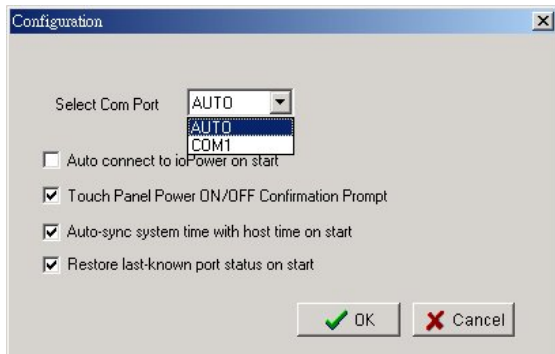 Configuration
Select Com Port AUTO
AUTO
COM1
Auto connect to ioPower on start
Touch Panel Power ON/OFF Confirmation Prompt
Auto-sync system time with host time on start
Restore last-known port status on start
OK Cancel